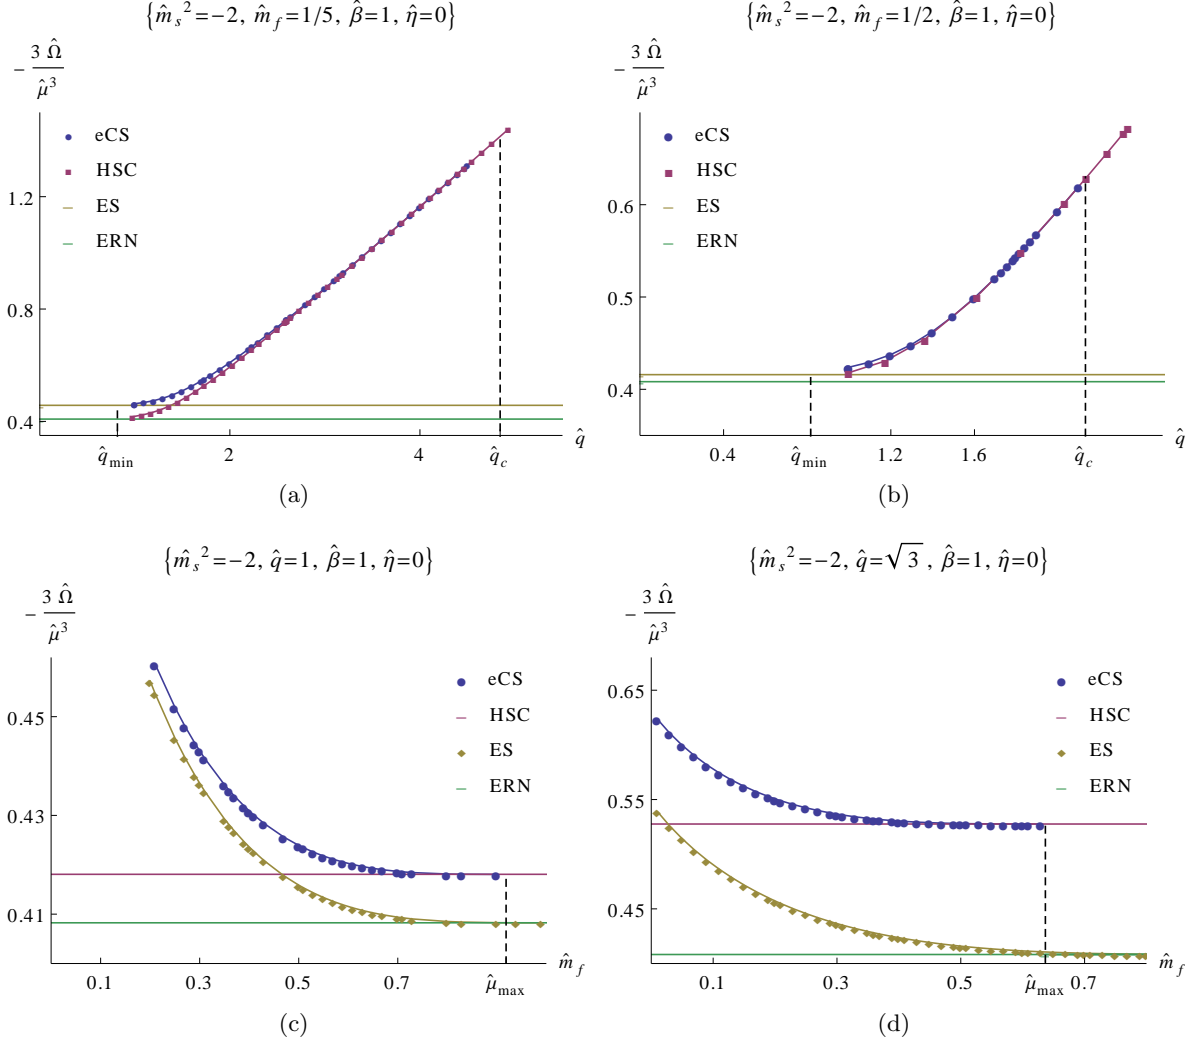 {m̂_s²=−2, m̂_f=1/5, β̂=1, η̂=0}
− 3 Ω̂ / μ̂³
eCS
HSC
ES
ERN
1.2
0.8
0.4
q̂_min
2
4
q̂_c
q̂
(a)
{m̂_s²=−2, m̂_f=1/2, β̂=1, η̂=0}
− 3 Ω̂ / μ̂³
eCS
HSC
ES
ERN
0.6
0.5
0.4
0.4
q̂_min
1.2
1.6
q̂_c
q̂
(b)
{m̂_s²=−2, q̂=1, β̂=1, η̂=0}
− 3 Ω̂ / μ̂³
eCS
HSC
ES
ERN
0.45
0.43
0.41
0.1
0.3
0.5
0.7
μ̂_max
m̂_f
(c)
{m̂_s²=−2, q̂=√3, β̂=1, η̂=0}
− 3 Ω̂ / μ̂³
eCS
HSC
ES
ERN
0.65
0.55
0.45
0.1
0.3
0.5
μ̂_max
0.7
m̂_f
(d)